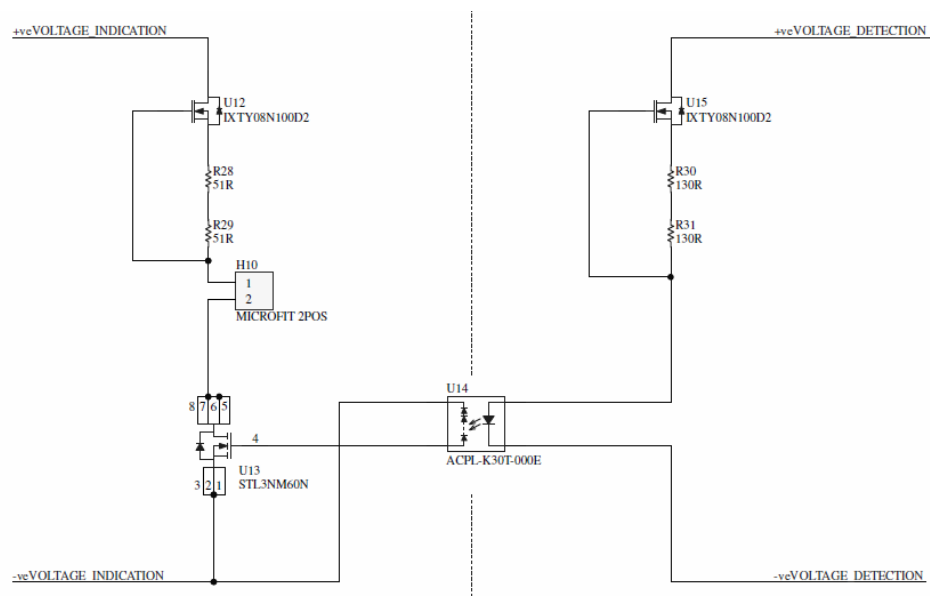 +veVOLTAGE_INDICATION
+veVOLTAGE_DETECTION
U12
IXTY08N100D2
U15
IXTY08N100D2
R28
51R
R30
130R
R29
51R
R31
130R
H10
1
2
MICROFIT 2POS
U14
8 7 6 5
4
ACPL-K30T-000E
U13
STL3NM60N
3 2 1
-veVOLTAGE_INDICATION
-veVOLTAGE_DETECTION